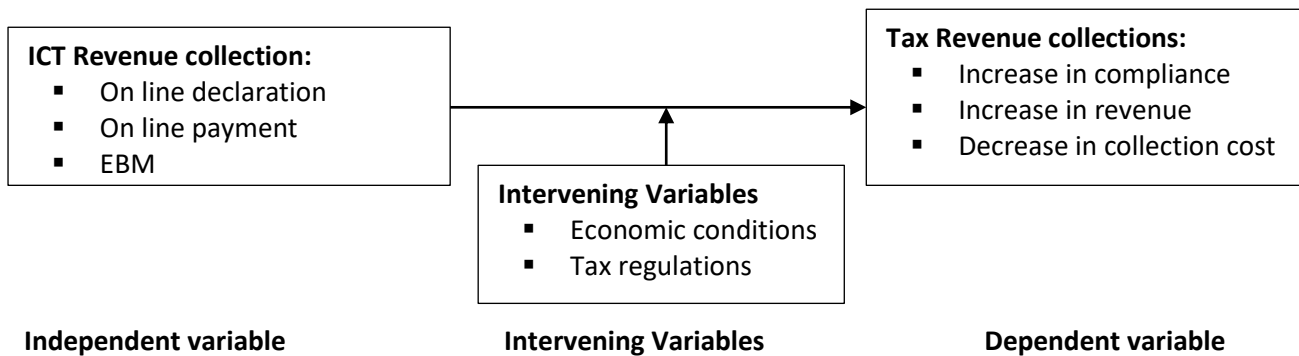 ICT Revenue collection:
▪ On line declaration
▪ On line payment
▪ EBM
Tax Revenue collections:
▪ Increase in compliance
▪ Increase in revenue
▪ Decrease in collection cost
Intervening Variables
▪ Economic conditions
▪ Tax regulations
Independent variable
Intervening Variables
Dependent variable